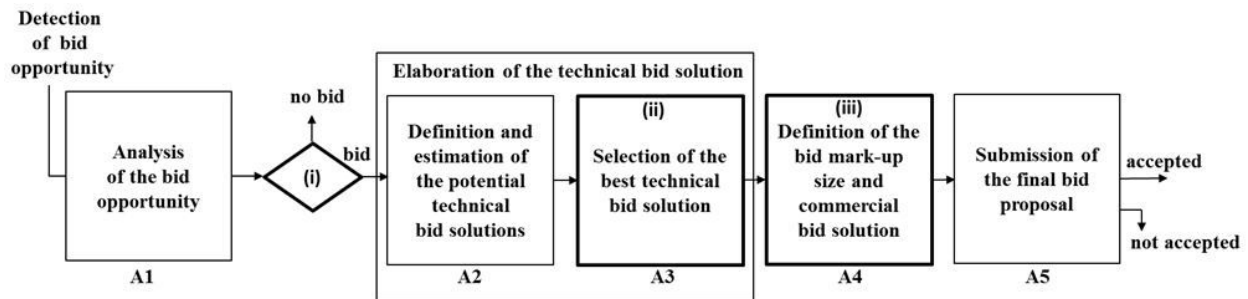 Detection
of bid
opportunity
Analysis
of the bid
opportunity
A1
no bid
(i)
bid
Elaboration of the technical bid solution
Definition and
estimation of
the potential
technical
bid solutions
A2
(ii)
Selection of the
best technical
bid solution
A3
(iii)
Definition of the
bid mark-up
size and
commercial
bid solution
A4
Submission of
the final bid
proposal
A5
accepted
not accepted